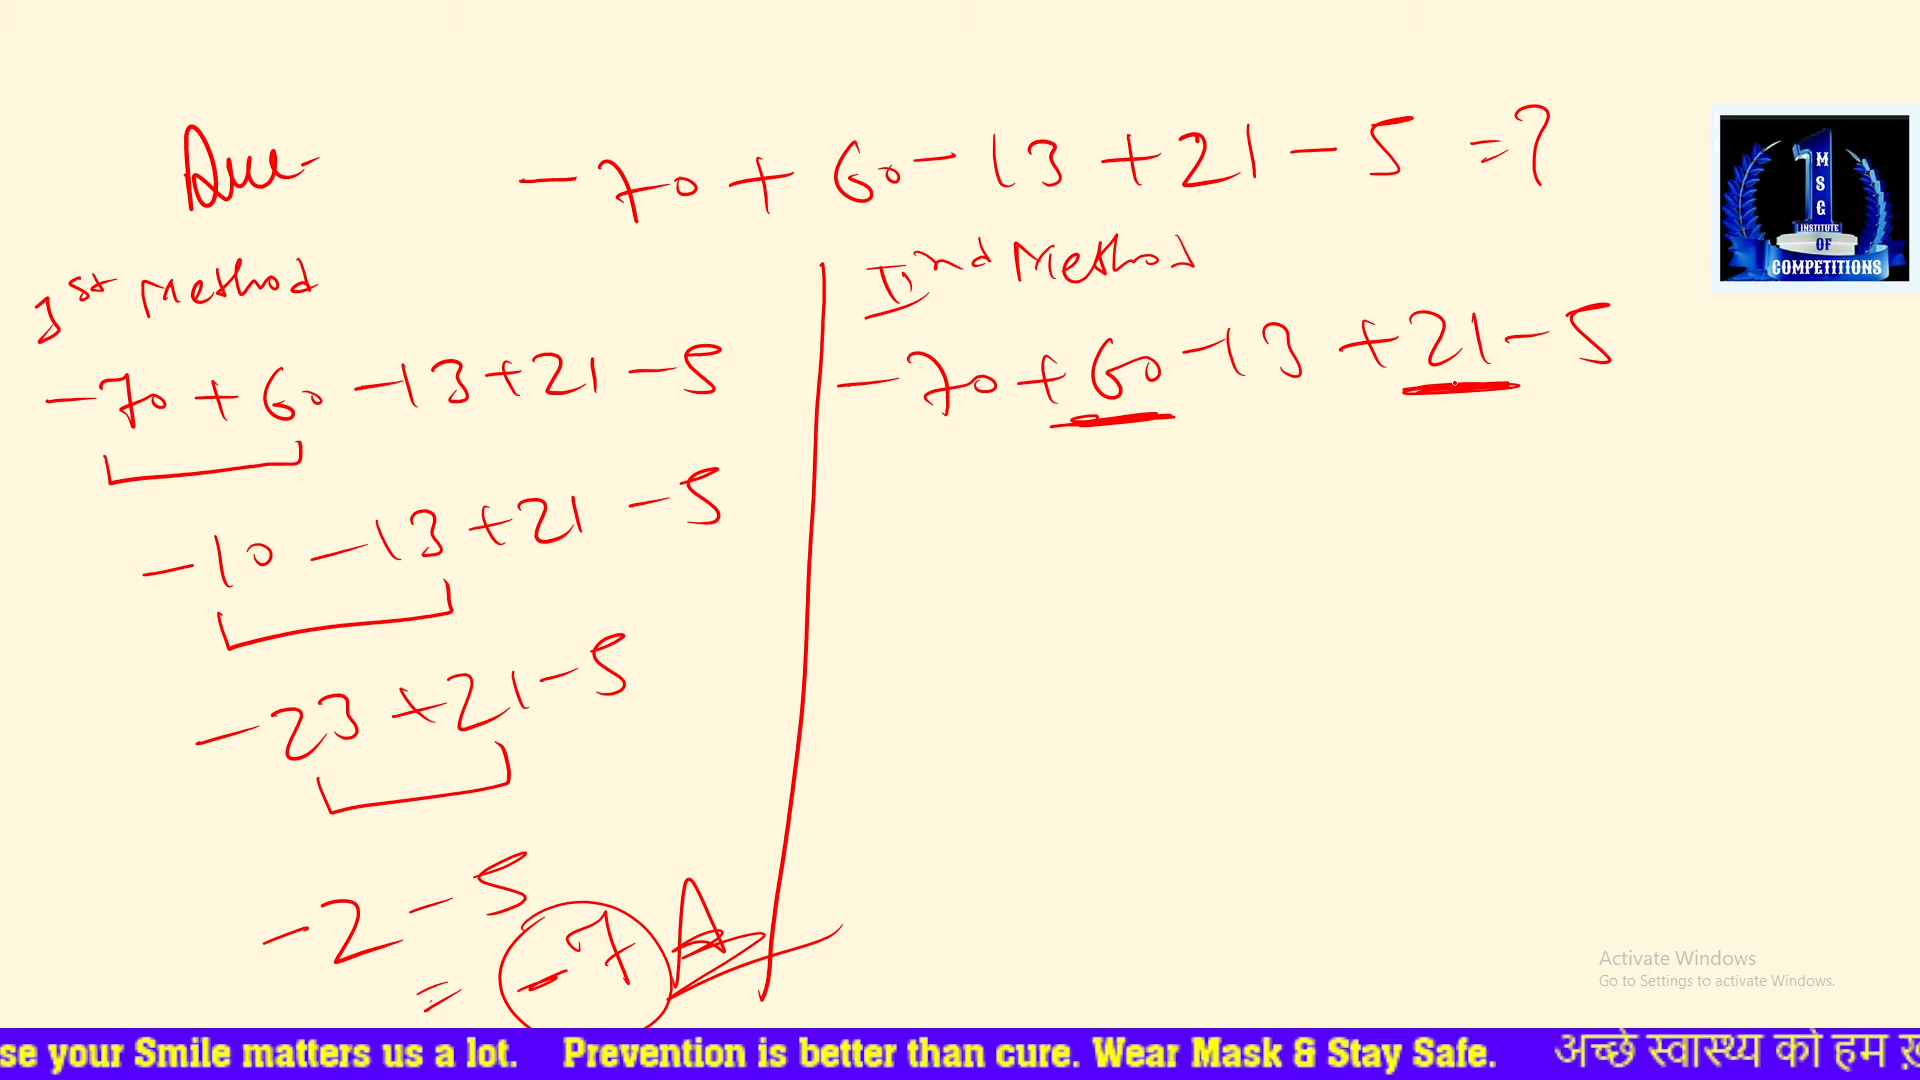 Que -70 + 60 - 13 + 21 - 5 = ?
1st Method
-70 + 60 - 13 + 21 - 5
-10 - 13 + 21 - 5
-23 + 21 - 5
-2 - 5
= -7 A
IInd Method
-70 + 60 - 13 + 21 - 5
1
MSG
INSTITUTE
OF
COMPETITIONS
Activate Windows
Go to Settings to activate Windows.
se your Smile matters us a lot. Prevention is better than cure. Wear Mask & Stay Safe. अच्छे स्वास्थ्य को हम